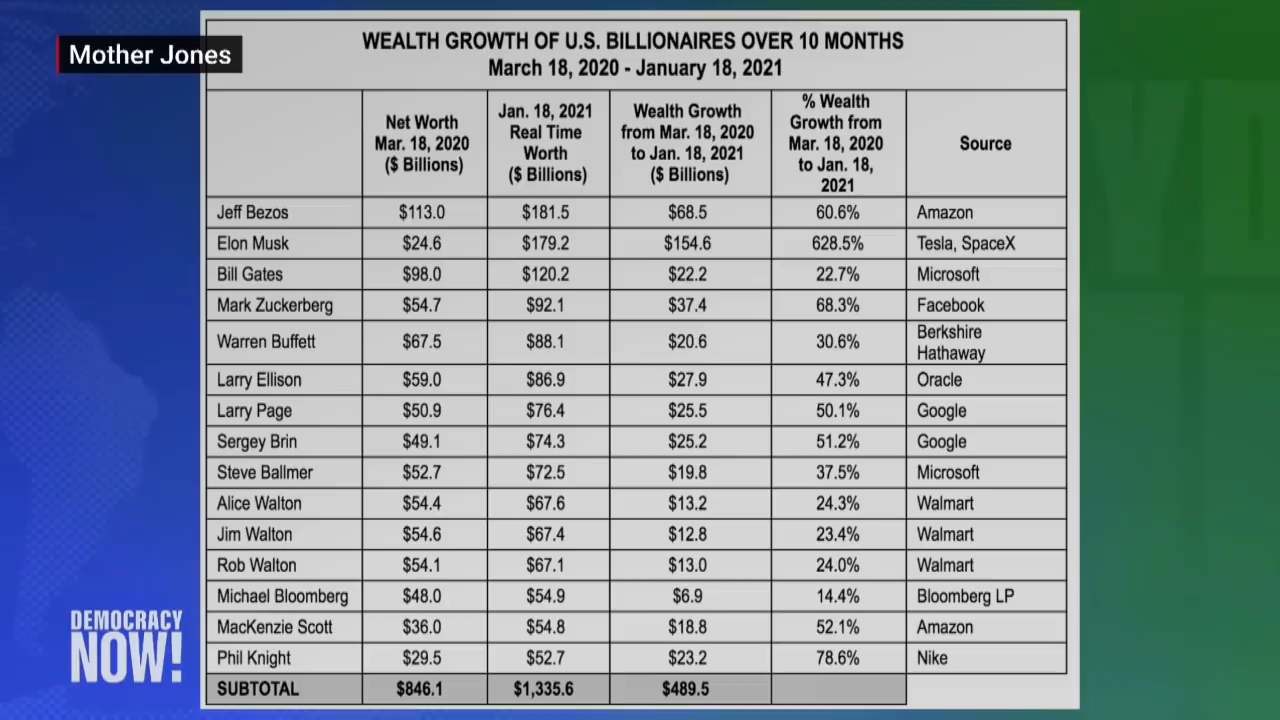 Mother Jones
WEALTH GROWTH OF U.S. BILLIONAIRES OVER 10 MONTHS
March 18, 2020 - January 18, 2021
Net Worth
Mar. 18, 2020
($ Billions)
Jan. 18, 2021
Real Time
Worth
($ Billions)
Wealth Growth
from Mar. 18, 2020
to Jan. 18, 2021
($ Billions)
% Wealth
Growth from
Mar. 18, 2020
to Jan. 18,
2021
Source
Jeff Bezos $113.0 $181.5 $68.5 60.6% Amazon
Elon Musk $24.6 $179.2 $154.6 628.5% Tesla, SpaceX
Bill Gates $98.0 $120.2 $22.2 22.7% Microsoft
Mark Zuckerberg $54.7 $92.1 $37.4 68.3% Facebook
Warren Buffett $67.5 $88.1 $20.6 30.6% Berkshire
Hathaway
Larry Ellison $59.0 $86.9 $27.9 47.3% Oracle
Larry Page $50.9 $76.4 $25.5 50.1% Google
Sergey Brin $49.1 $74.3 $25.2 51.2% Google
Steve Ballmer $52.7 $72.5 $19.8 37.5% Microsoft
Alice Walton $54.4 $67.6 $13.2 24.3% Walmart
Jim Walton $54.6 $67.4 $12.8 23.4% Walmart
Rob Walton $54.1 $67.1 $13.0 24.0% Walmart
Michael Bloomberg $48.0 $54.9 $6.9 14.4% Bloomberg LP
MacKenzie Scott $36.0 $54.8 $18.8 52.1% Amazon
Phil Knight $29.5 $52.7 $23.2 78.6% Nike
SUBTOTAL $846.1 $1,335.6 $489.5
DEMOCRACY
NOW!